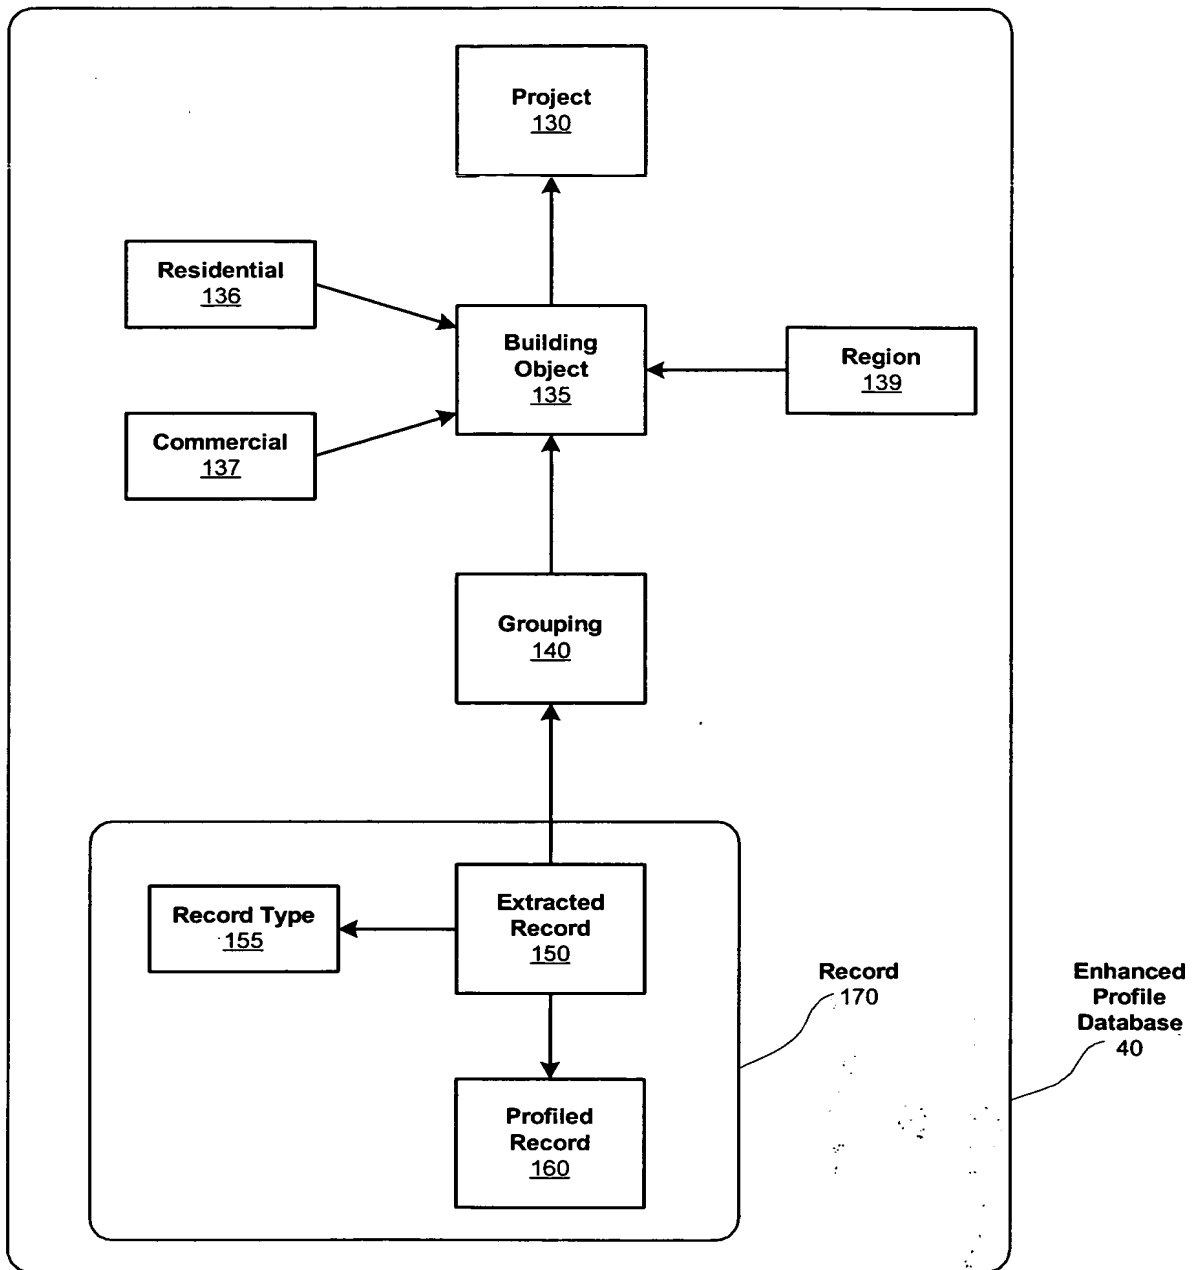 Project
130
Residential
136
Building
Object
135
Region
139
Commercial
137
Grouping
140
Extracted
Record
150
Record Type
155
Record
170
Enhanced
Profile
Database
40
Profiled
Record
160